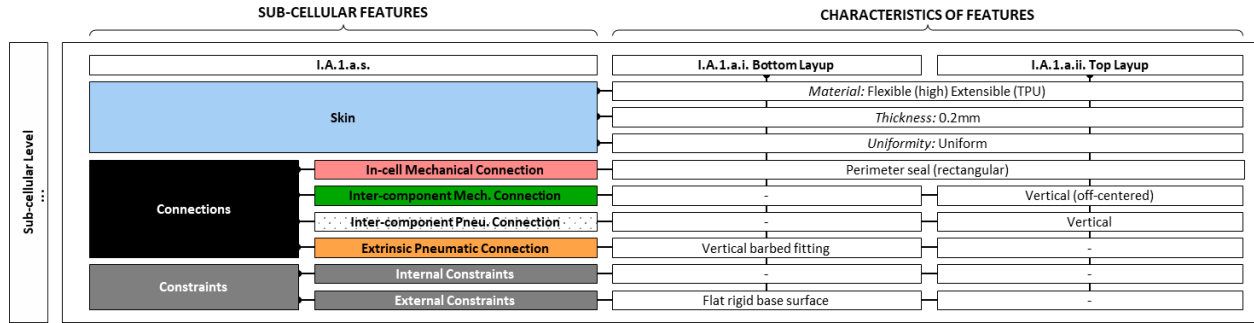 SUB-CELLULAR FEATURES
CHARACTERISTICS OF FEATURES
Sub-cellular Level
...
I.A.1.a.s.
I.A.1.a.i. Bottom Layup
I.A.1.a.ii. Top Layup
Skin
Material: Flexible (high) Extensible (TPU)
Thickness: 0.2mm
Uniformity: Uniform
Connections
In-cell Mechanical Connection
Perimeter seal (rectangular)
Inter-component Mech. Connection
-
Vertical (off-centered)
Inter-component Pneu. Connection
-
Vertical
Extrinsic Pneumatic Connection
Vertical barbed fitting
-
Constraints
Internal Constraints
-
-
External Constraints
Flat rigid base surface
-